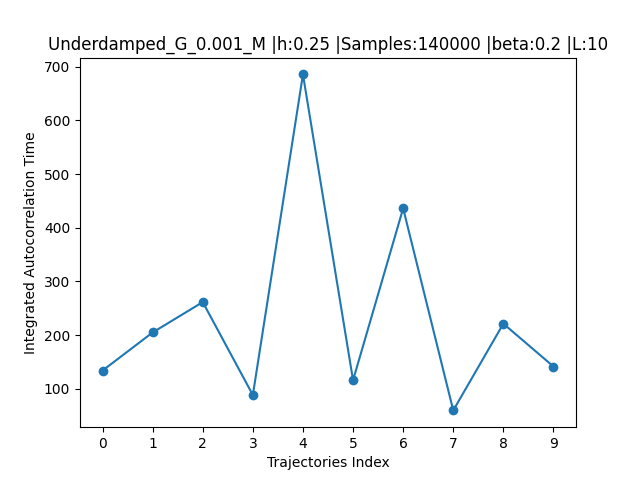 Underdamped_G_0.001_M |h:0.25 |Samples:140000 |beta:0.2 |L:10
700
600
500
400
300
200
100
Integrated Autocorrelation Time
0 1 2 3 4 5 6 7 8 9
Trajectories Index